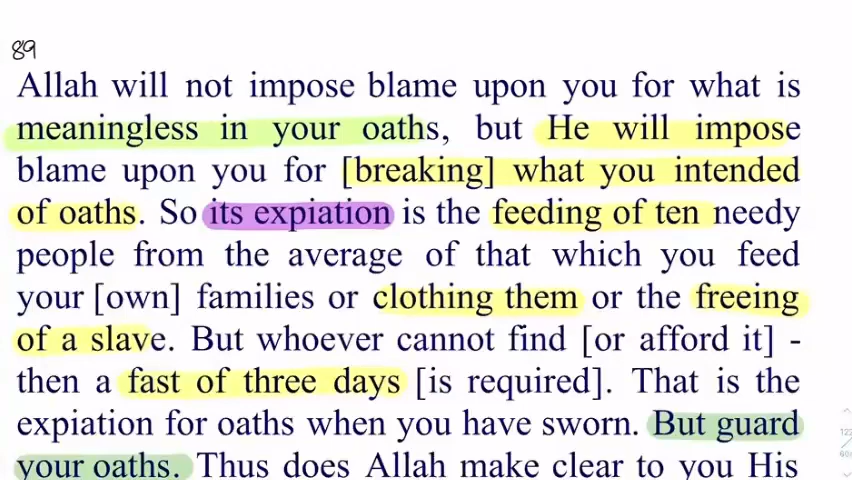 89
Allah will not impose blame upon you for what is
meaningless in your oaths, but He will impose
blame upon you for [breaking] what you intended
of oaths. So its expiation is the feeding of ten needy
people from the average of that which you feed
your [own] families or clothing them or the freeing
of a slave. But whoever cannot find [or afford it] -
then a fast of three days [is required]. That is the
expiation for oaths when you have sworn. But guard
your oaths. Thus does Allah make clear to you His